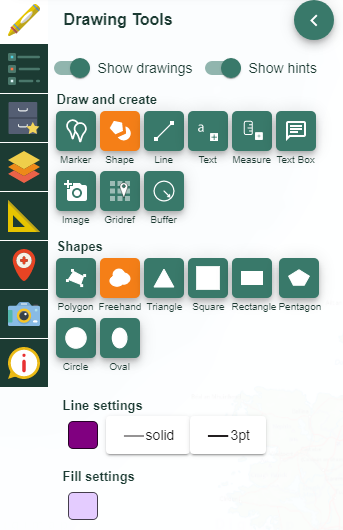 Drawing Tools
Show drawings Show hints
Draw and create
Marker Shape Line Text Measure Text Box
Image Gridref Buffer
Shapes
Polygon Freehand Triangle Square Rectangle Pentagon
Circle Oval
Line settings
solid 3pt
Fill settings